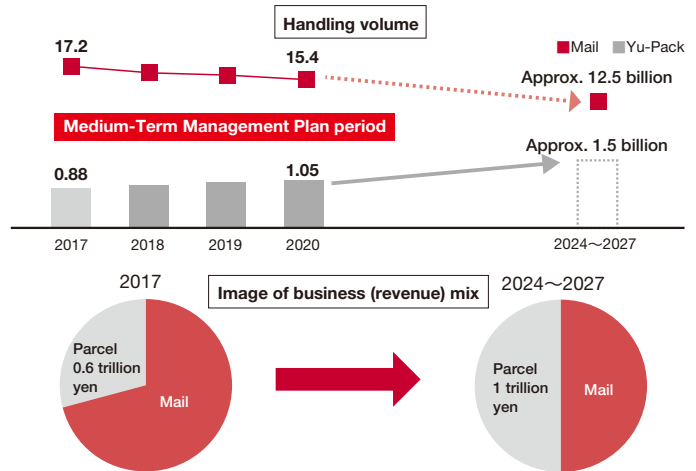 Handling volume
Mail Yu-Pack
17.2
15.4
Approx. 12.5 billion
Medium-Term Management Plan period
Approx. 1.5 billion
0.88
1.05
2017 2018 2019 2020 2024～2027
2017
Image of business (revenue) mix
2024～2027
Parcel
0.6 trillion
yen
Mail
Parcel
1 trillion
yen
Mail